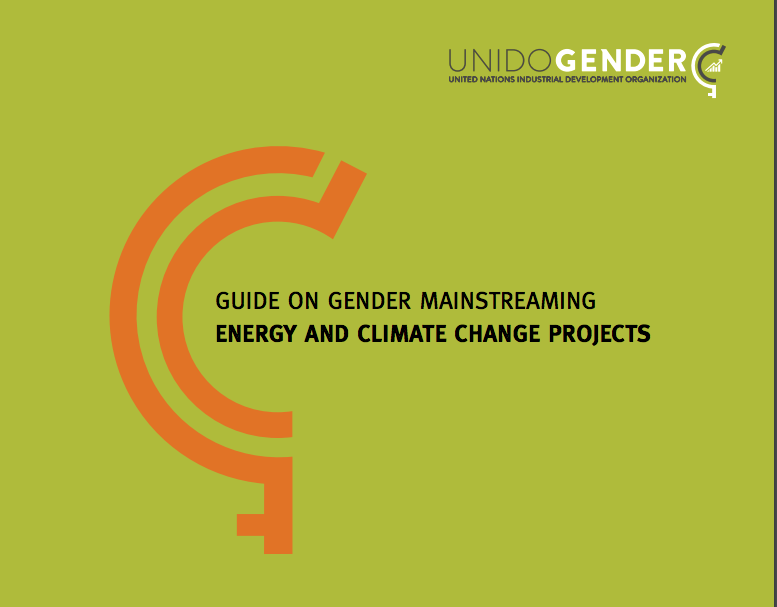 UNIDOGENDER
UNITED NATIONS INDUSTRIAL DEVELOPMENT ORGANIZATION
GUIDE ON GENDER MAINSTREAMING
ENERGY AND CLIMATE CHANGE PROJECTS